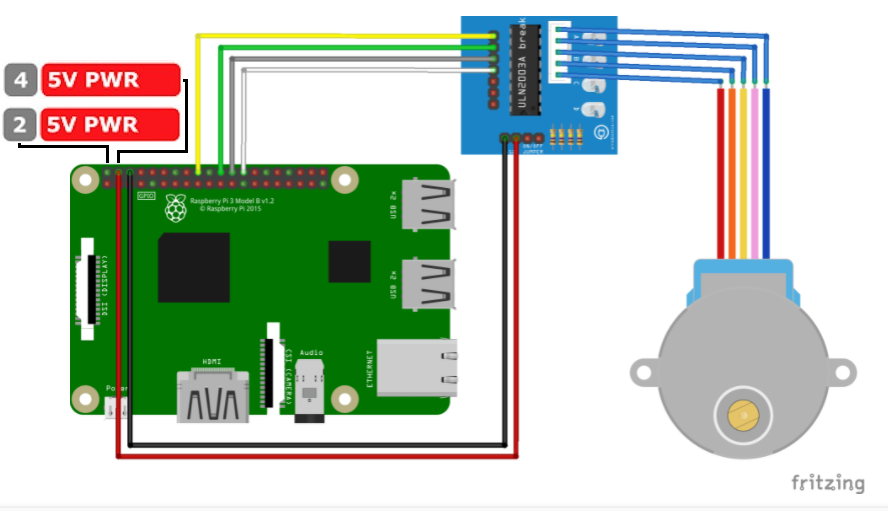 4 5V PWR
2 5V PWR
ULN2003A break
A
B
C
D
ON/OFF
JUMPER
GPIO
Raspberry Pi 3 Model B v1.2
© Raspberry Pi 2015
USB 2x
USB 2x
DSI (DISPLAY)
HDMI
CSI (CAMERA)
Audio
ETHERNET
Power
fritzing